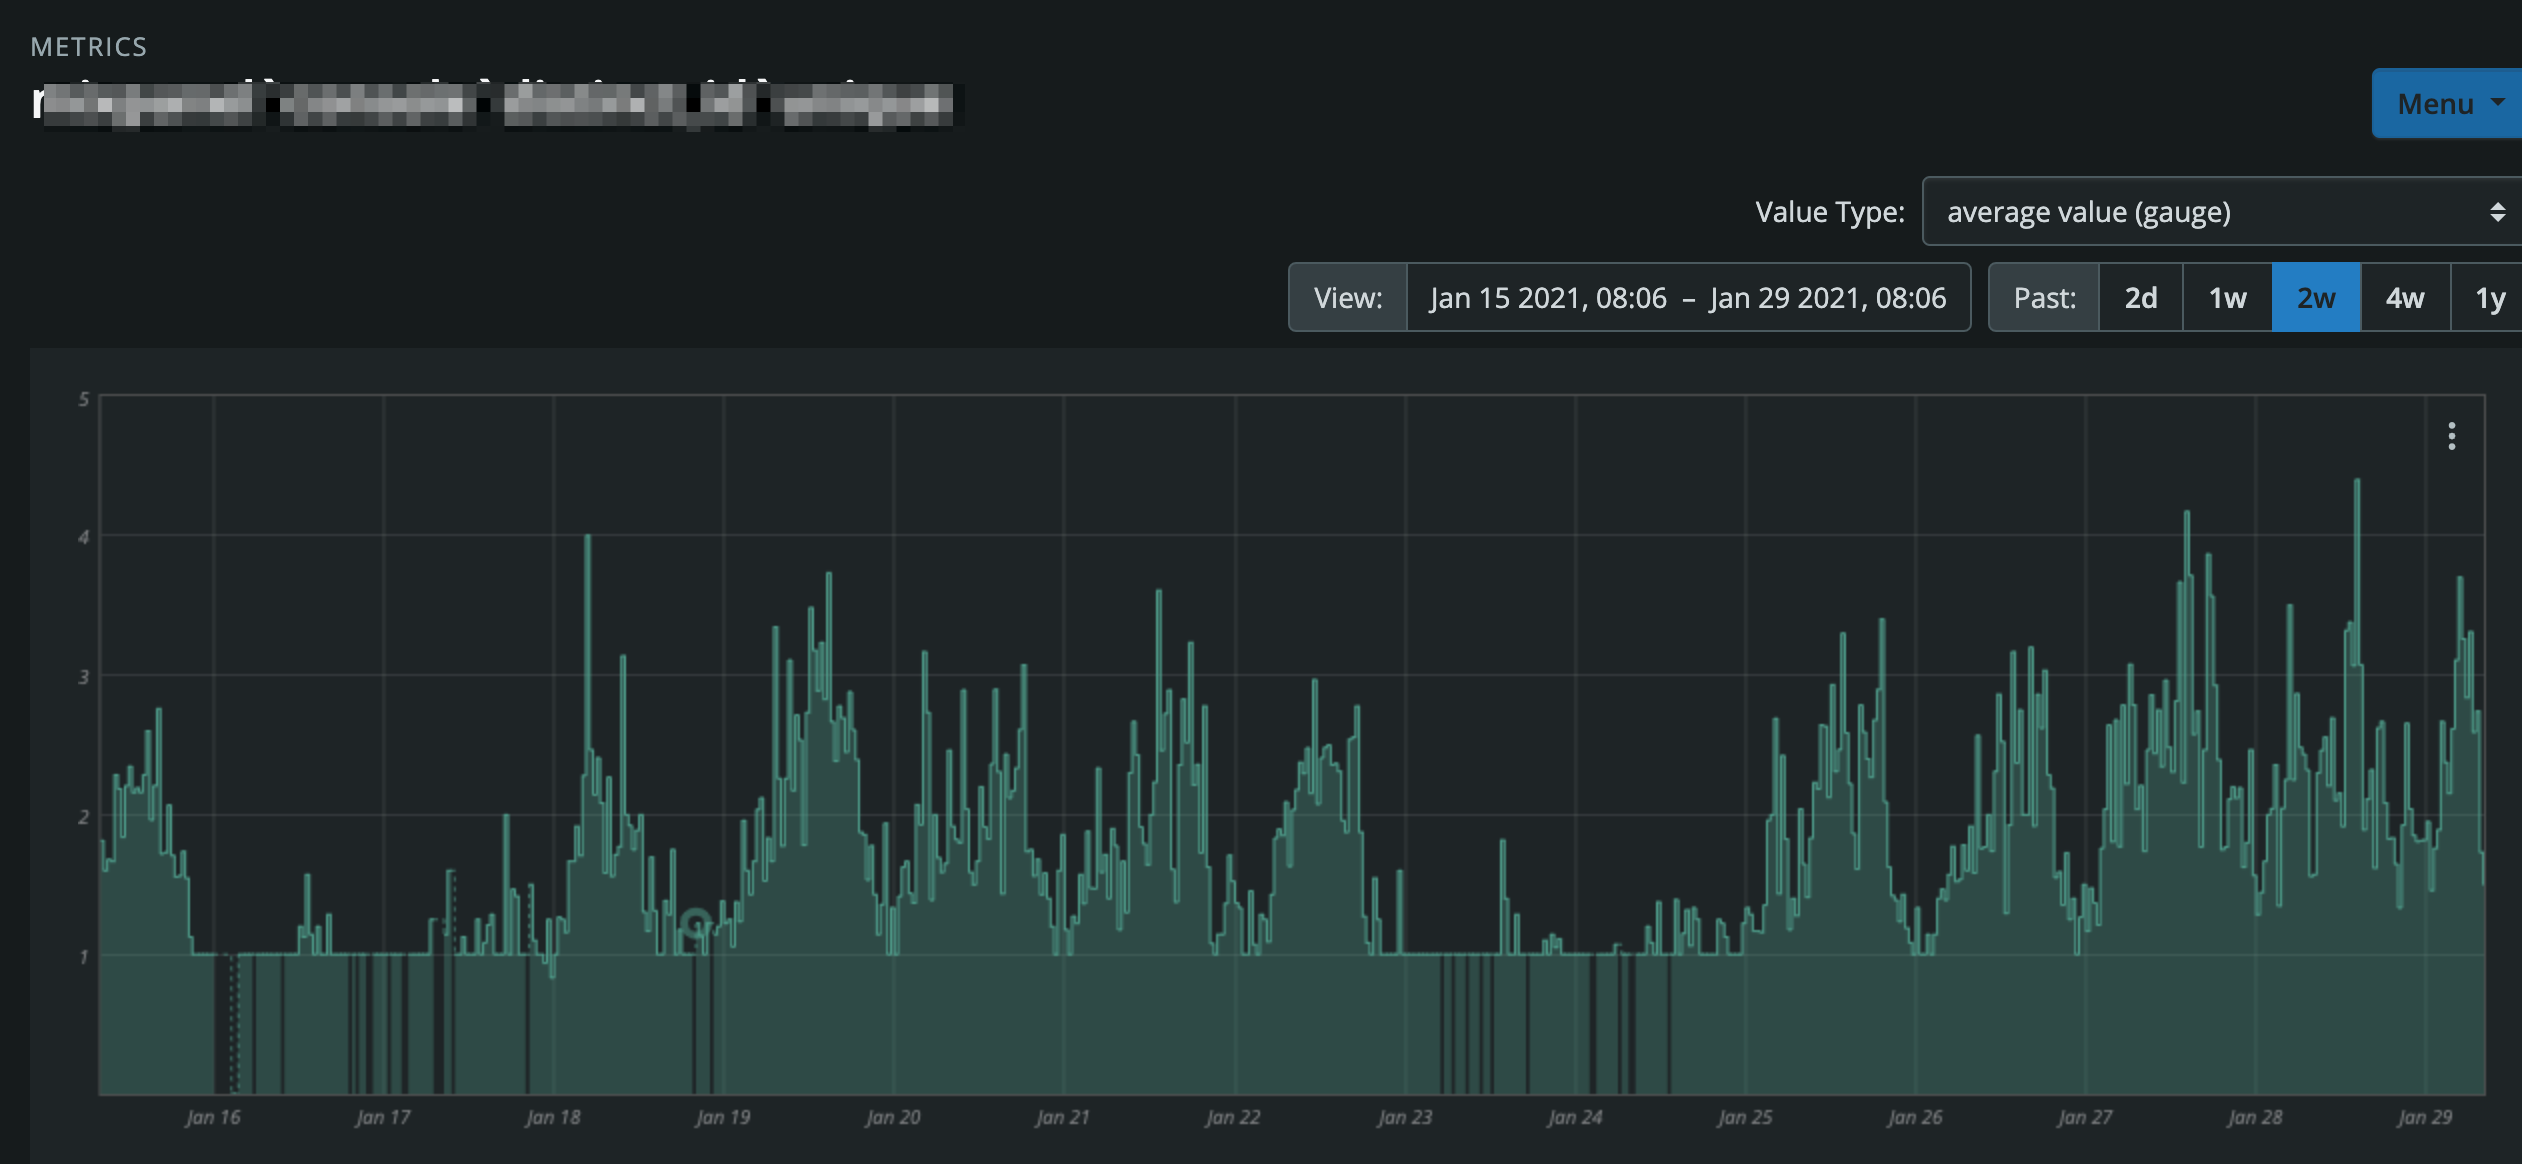 METRICS
Menu
Value Type: average value (gauge)
View: Jan 15 2021, 08:06 – Jan 29 2021, 08:06 Past: 2d 1w 2w 4w 1y
5
4
3
2
1
Jan 16 Jan 17 Jan 18 Jan 19 Jan 20 Jan 21 Jan 22 Jan 23 Jan 24 Jan 25 Jan 26 Jan 27 Jan 28 Jan 29